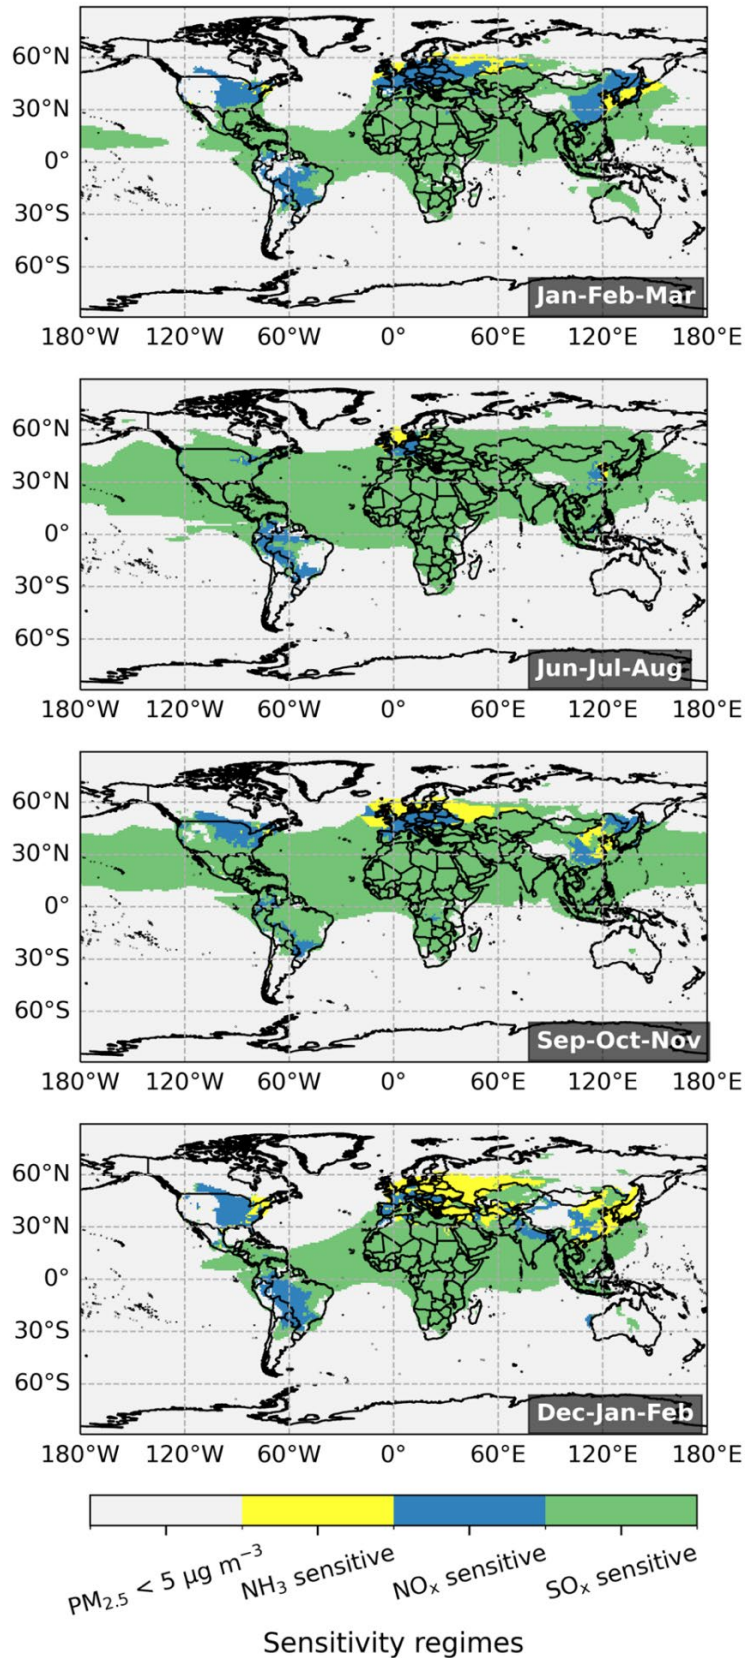 60°N
30°N
0°
30°S
60°S
Jan-Feb-Mar
180°W 120°W 60°W 0° 60°E 120°E 180°E
60°N
30°N
0°
30°S
60°S
Jun-Jul-Aug
180°W 120°W 60°W 0° 60°E 120°E 180°E
60°N
30°N
0°
30°S
60°S
Sep-Oct-Nov
180°W 120°W 60°W 0° 60°E 120°E 180°E
60°N
30°N
0°
30°S
60°S
Dec-Jan-Feb
180°W 120°W 60°W 0° 60°E 120°E 180°E
PM₂.₅ < 5 µg m⁻³ NH₃ sensitive NOₓ sensitive SOₓ sensitive
Sensitivity regimes